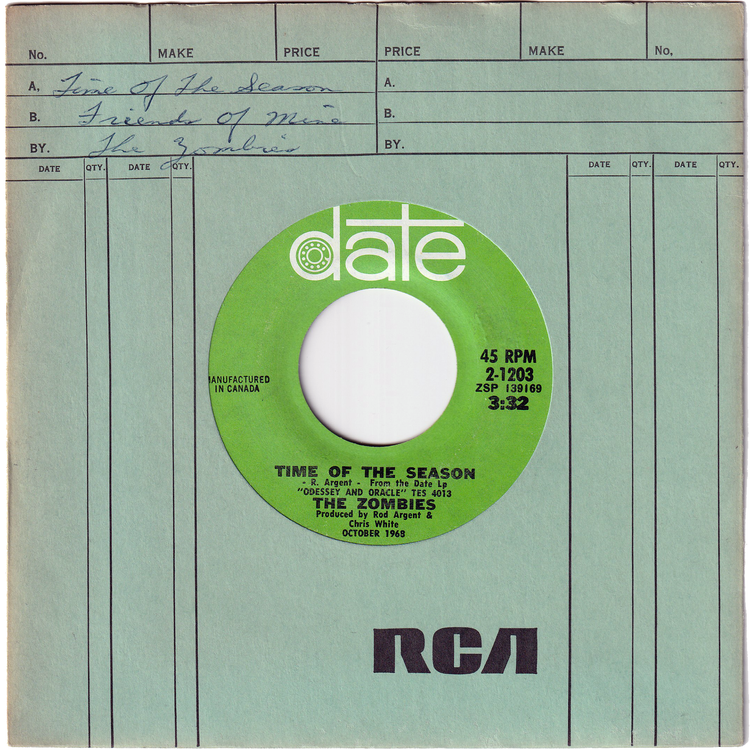 No. MAKE PRICE PRICE MAKE No,
A, Time Of The Season A.
B. Friends Of Mine B.
BY. The Zombies BY.
DATE QTY. DATE QTY. DATE QTY. DATE QTY.
date
45 RPM
2-1203
ZSP 139169
3:32
MANUFACTURED
IN CANADA
TIME OF THE SEASON
- R. Argent - From the Date Lp
"ODESSEY AND ORACLE" TES 4013
THE ZOMBIES
Produced by Rod Argent &
Chris White
OCTOBER 1968
RCA